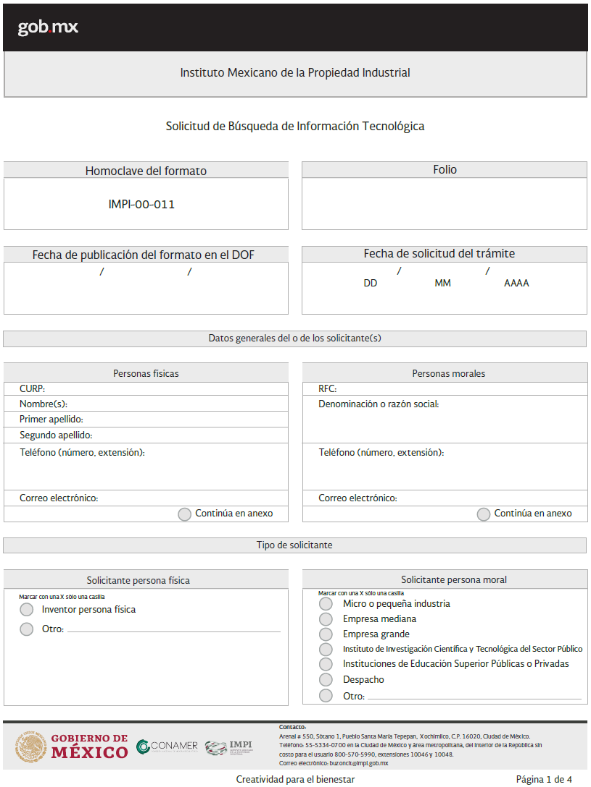 gob.mx
Instituto Mexicano de la Propiedad Industrial
Solicitud de Búsqueda de Información Tecnológica
Homoclave del formato
IMPI-00-011
Folio
Fecha de publicación del formato en el DOF
/ /
Fecha de solicitud del trámite
/ /
DD MM AAAA
Datos generales del o de los solicitante(s)
Personas físicas
CURP:
Nombre(s):
Primer apellido:
Segundo apellido:
Teléfono (número, extensión):
Correo electrónico:
Continúa en anexo
Personas morales
RFC:
Denominación o razón social:
Teléfono (número, extensión):
Correo electrónico:
Continúa en anexo
Tipo de solicitante
Solicitante persona física
Marcar con una X sólo una casilla
Inventor persona física
Otro:
Solicitante persona moral
Marcar con una X sólo una casilla
Micro o pequeña industria
Empresa mediana
Empresa grande
Instituto de Investigación Científica y Tecnológica del Sector Público
Instituciones de Educación Superior Públicas o Privadas
Despacho
Otro:
GOBIERNO DE
MÉXICO
CONAMER
IMPI
Contacto:
Arenal # 550, Sótano 1, Pueblo Santa María Tepepan, Xochimilco, C.P. 16020, Ciudad de México.
Teléfono: 55-5334-0700 en la Ciudad de México y área metropolitana, del interior de la República sin
costo para el usuario 800-570-5990, extensiones 10046 y 10048.
Correo electrónico: buronck@impi.gob.mx
Creatividad para el bienestar
Página 1 de 4